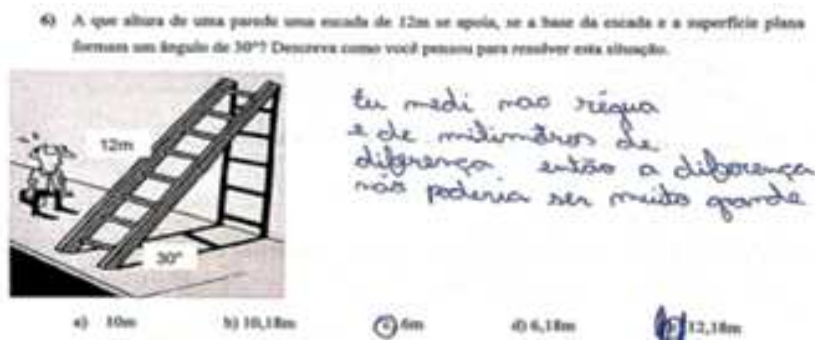 6) A que altura de uma parede uma escada de 12m se apoia, se a base da escada e a superfície plana
formam um ângulo de 30°? Descreva como você pensou para resolver esta situação.
12m
30°
Eu medi nao régua
e de milimitros de
diferença então a diferença
não poderia ser muito grande
a) 10m b) 10,18m c) 6m d) 6,18m 12,18m